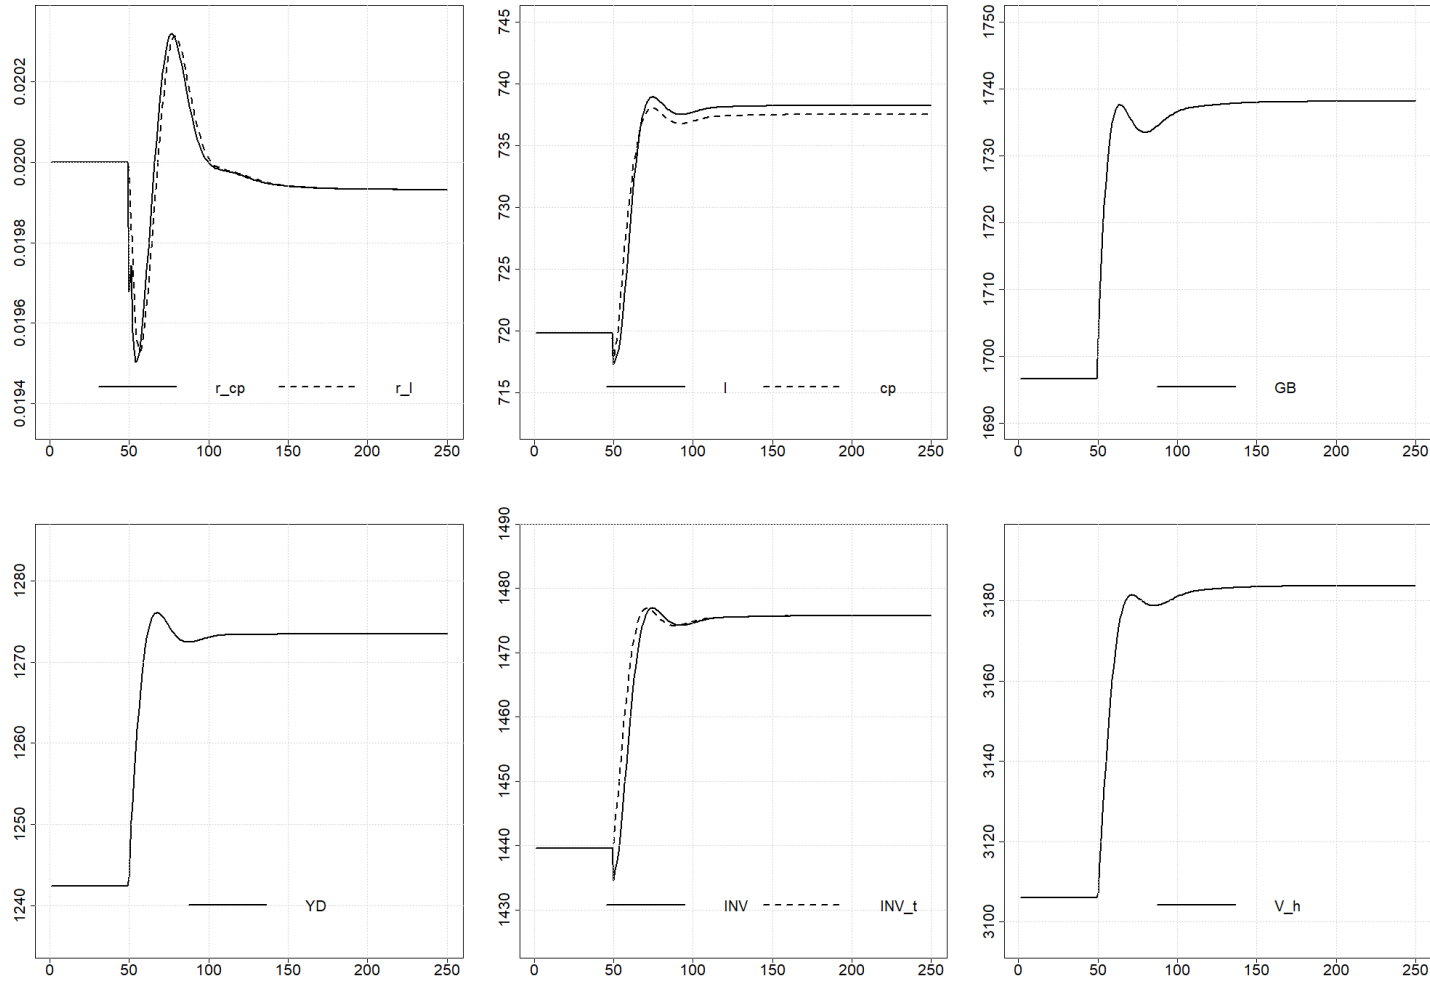 0.0194 0.0196 0.0198 0.0200 0.0202
r_cp r_l
0 50 100 150 200 250
715 720 725 730 735 740 745
l cp
0 50 100 150 200 250
1690 1700 1710 1720 1730 1740 1750
GB
0 50 100 150 200 250
1240 1250 1260 1270 1280
YD
0 50 100 150 200 250
1430 1440 1450 1460 1470 1480 1490
INV INV_t
0 50 100 150 200 250
3100 3120 3140 3160 3180
V_h
0 50 100 150 200 250